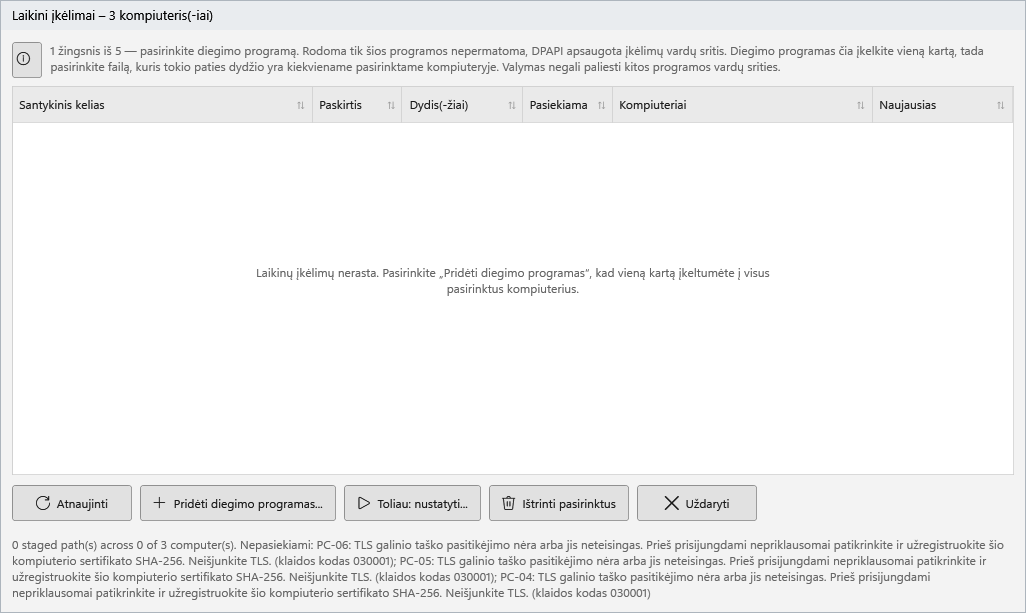 Laikini įkėlimai – 3 kompiuteris(-iai)
1 žingsnis iš 5 — pasirinkite diegimo programą. Rodoma tik šios programos nepermatoma, DPAPI apsaugota įkėlimų vardų sritis. Diegimo programas čia įkelkite vieną kartą, tada
pasirinkite failą, kuris tokio paties dydžio yra kiekviename pasirinktame kompiuteryje. Valymas negali paliesti kitos programos vardų srities.
Santykinis kelias Paskirtis Dydis(-žiai) Pasiekiama Kompiuteriai Naujausias
Laikinų įkėlimų nerasta. Pasirinkite „Pridėti diegimo programas“, kad vieną kartą įkeltumėte į visus
pasirinktus kompiuterius.
Atnaujinti Pridėti diegimo programas... Toliau: nustatyti... Ištrinti pasirinktus Uždaryti
0 staged path(s) across 0 of 3 computer(s). Nepasiekiami: PC-06: TLS galinio taško pasitikėjimo nėra arba jis neteisingas. Prieš prisijungdami nepriklausomai patikrinkite ir užregistruokite šio
kompiuterio sertifikato SHA-256. Neišjunkite TLS. (klaidos kodas 030001); PC-05: TLS galinio taško pasitikėjimo nėra arba jis neteisingas. Prieš prisijungdami nepriklausomai patikrinkite ir
užregistruokite šio kompiuterio sertifikato SHA-256. Neišjunkite TLS. (klaidos kodas 030001); PC-04: TLS galinio taško pasitikėjimo nėra arba jis neteisingas. Prieš prisijungdami
nepriklausomai patikrinkite ir užregistruokite šio kompiuterio sertifikato SHA-256. Neišjunkite TLS. (klaidos kodas 030001)